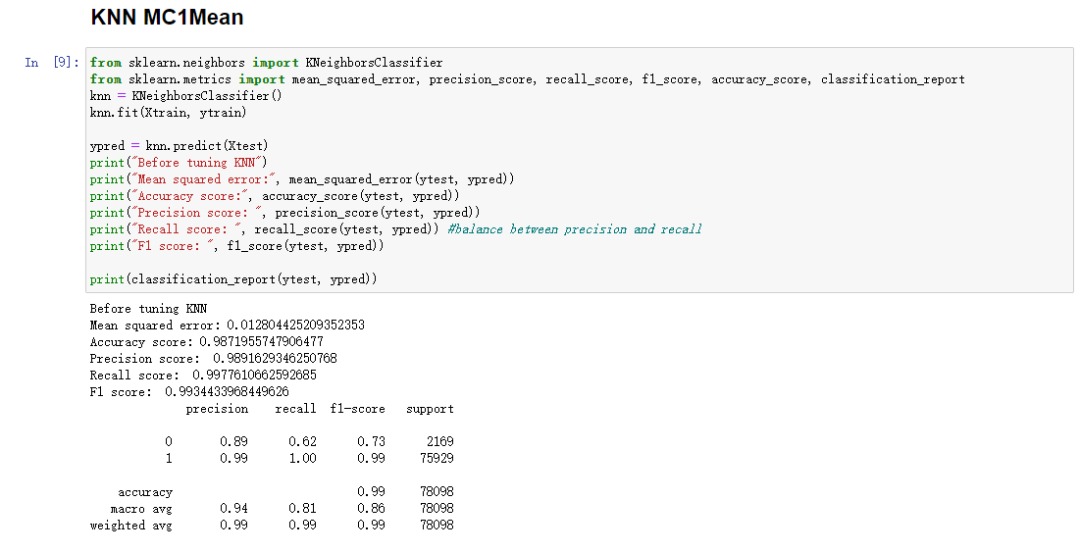 KNN MC1Mean
In [9]: from sklearn.neighbors import KNeighborsClassifier
from sklearn.metrics import mean_squared_error, precision_score, recall_score, f1_score, accuracy_score, classification_report
knn = KNeighborsClassifier()
knn.fit(Xtrain, ytrain)
ypred = knn.predict(Xtest)
print("Before tuning KNN")
print("Mean squared error:", mean_squared_error(ytest, ypred))
print("Accuracy score:", accuracy_score(ytest, ypred))
print("Precision score: ", precision_score(ytest, ypred))
print("Recall score: ", recall_score(ytest, ypred)) #balance between precision and recall
print("F1 score: ", f1_score(ytest, ypred))
print(classification_report(ytest, ypred))
Before tuning KNN
Mean squared error: 0.012804425209352353
Accuracy score: 0.9871955747906477
Precision score:  0.9891629346250768
Recall score:  0.9977610662592685
F1 score:  0.9934433968449626
precision recall f1-score support
0 0.89 0.62 0.73 2169
1 0.99 1.00 0.99 75929
accuracy 0.99 78098
macro avg 0.94 0.81 0.86 78098
weighted avg 0.99 0.99 0.99 78098